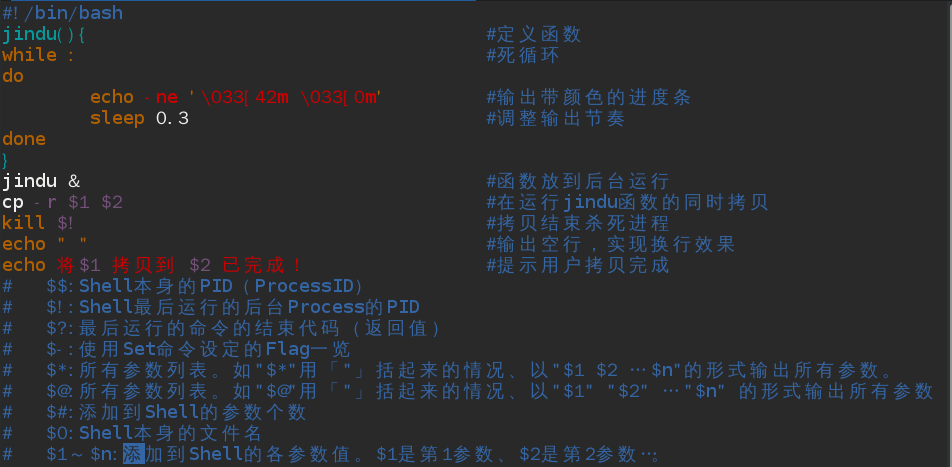 #!/bin/bash
jindu(){ #定义函数
while : #死循环
do
echo -ne '\033[42m \033[0m' #输出带颜色的进度条
sleep 0.3 #调整输出节奏
done
}
jindu & #函数放到后台运行
cp -r $1 $2 #在运行jindu函数的同时拷贝
kill $! #拷贝结束杀死进程
echo " " #输出空行，实现换行效果
echo 将$1 拷贝到 $2 已完成！ #提示用户拷贝完成
# $$:Shell本身的PID（ProcessID）
# $!:Shell最后运行的后台Process的PID
# $?:最后运行的命令的结束代码（返回值）
# $-:使用Set命令设定的Flag一览
# $*:所有参数列表。如"$*"用「"」括起来的情况、以"$1 $2 …$n"的形式输出所有参数。
# $@:所有参数列表。如"$@"用「"」括起来的情况、以"$1" "$2" …"$n" 的形式输出所有参数
# $#:添加到Shell的参数个数
# $0:Shell本身的文件名
# $1～$n:添加到Shell的各参数值。$1是第1参数、$2是第2参数…。